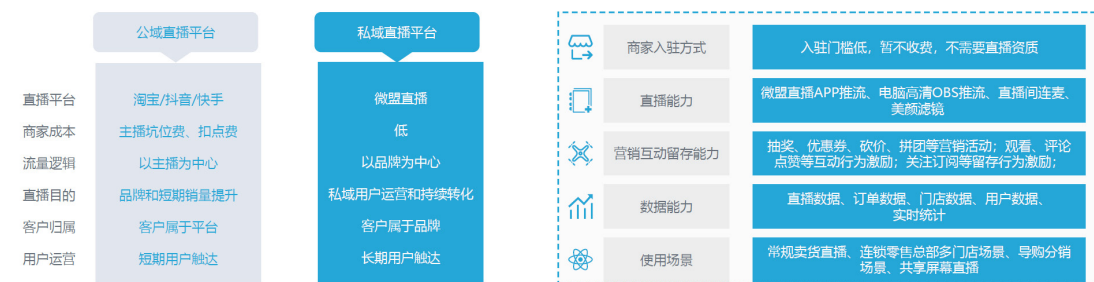 公域直播平台
私域直播平台
直播平台
淘宝/抖音/快手
微盟直播
商家成本
主播坑位费、扣点费
低
流量逻辑
以主播为中心
以品牌为中心
直播目的
品牌和短期销量提升
私域用户运营和持续转化
客户归属
客户属于平台
客户属于品牌
用户运营
短期用户触达
长期用户触达
商家入驻方式
入驻门槛低，暂不收费，不需要直播资质
直播能力
微盟直播APP推流、电脑高清OBS推流、直播间连麦、
美颜滤镜
营销互动留存能力
抽奖、优惠券、砍价、拼团等营销活动；观看、评论
点赞等互动行为激励；关注订阅等留存行为激励；
数据能力
直播数据、订单数据、门店数据、用户数据、
实时统计
使用场景
常规卖货直播、连锁零售总部多门店场景、导购分销
场景、共享屏幕直播